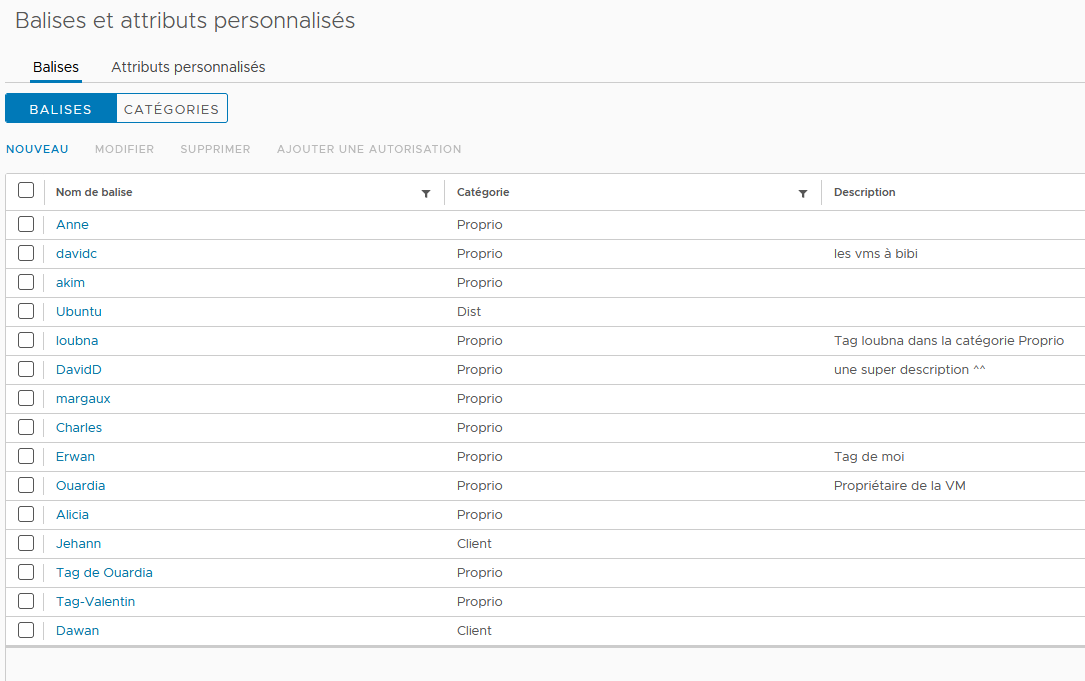 Balises et attributs personnalisés
Balises Attributs personnalisés
BALISES CATÉGORIES
NOUVEAU MODIFIER SUPPRIMER AJOUTER UNE AUTORISATION
Nom de balise Catégorie Description
Anne Proprio
davidc Proprio les vms à bibi
akim Proprio
Ubuntu Dist
loubna Proprio Tag loubna dans la catégorie Proprio
DavidD Proprio une super description ^^
margaux Proprio
Charles Proprio
Erwan Proprio Tag de moi
Ouardia Proprio Propriétaire de la VM
Alicia Proprio
Jehann Client
Tag de Ouardia Proprio
Tag-Valentin Proprio
Dawan Client